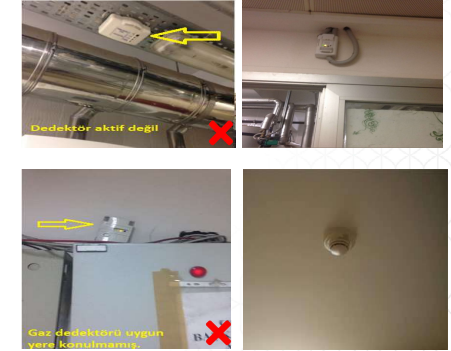 Dedektör aktif değil
Gaz dedektörü uygun
yere konulmamış.